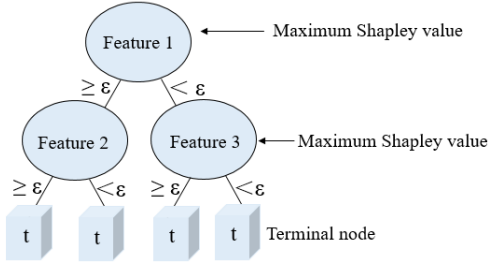 Feature 1
Maximum Shapley value
≥ ε
< ε
Feature 2
Feature 3
Maximum Shapley value
≥ ε
< ε
≥ ε
< ε
t
t
t
t
Terminal node